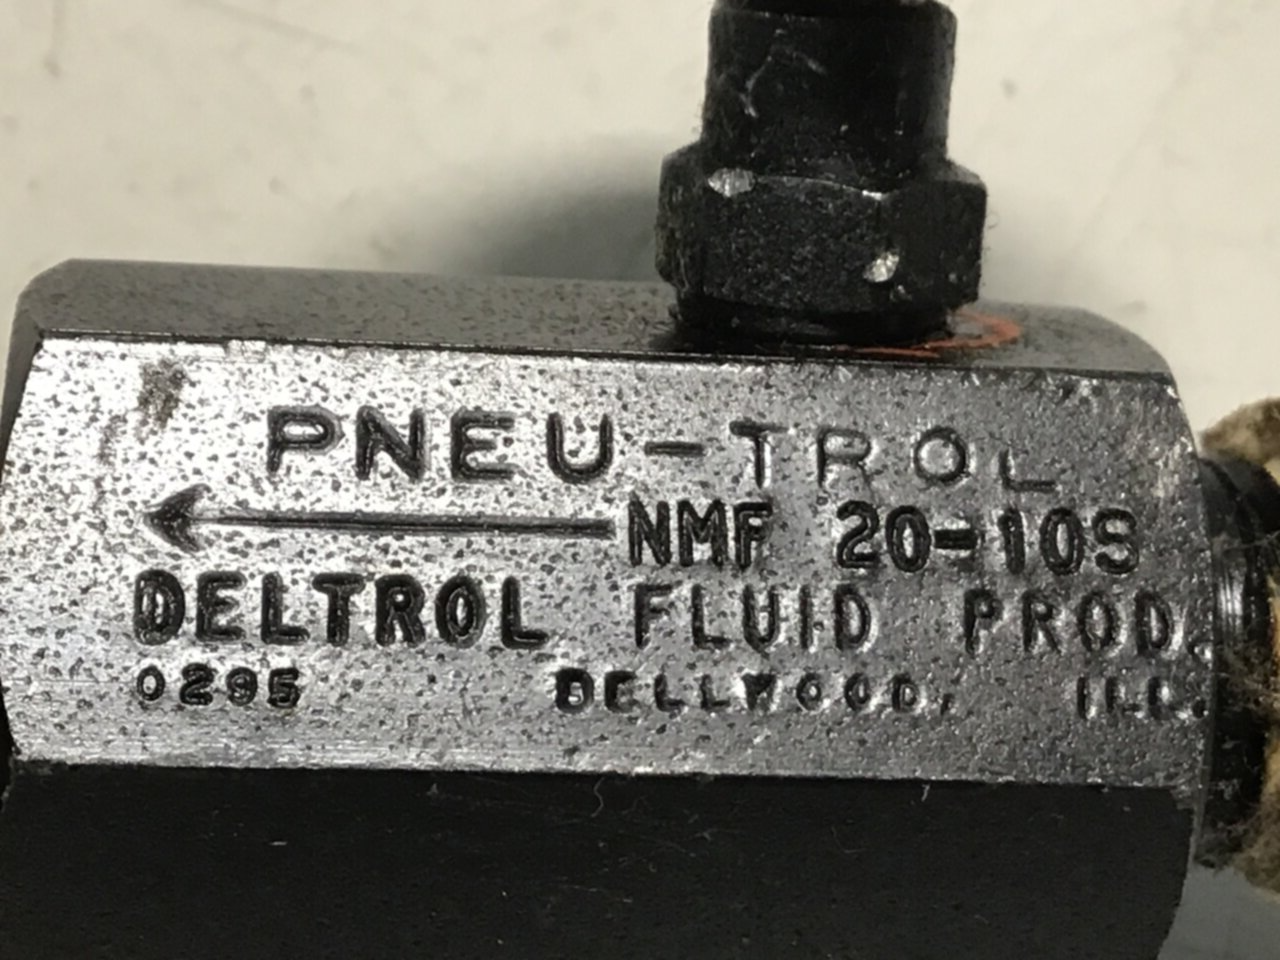 PNEU-TROL
NMF 20-10S
DELTROL FLUID PROD.
0295 BELLWOOD, ILL.